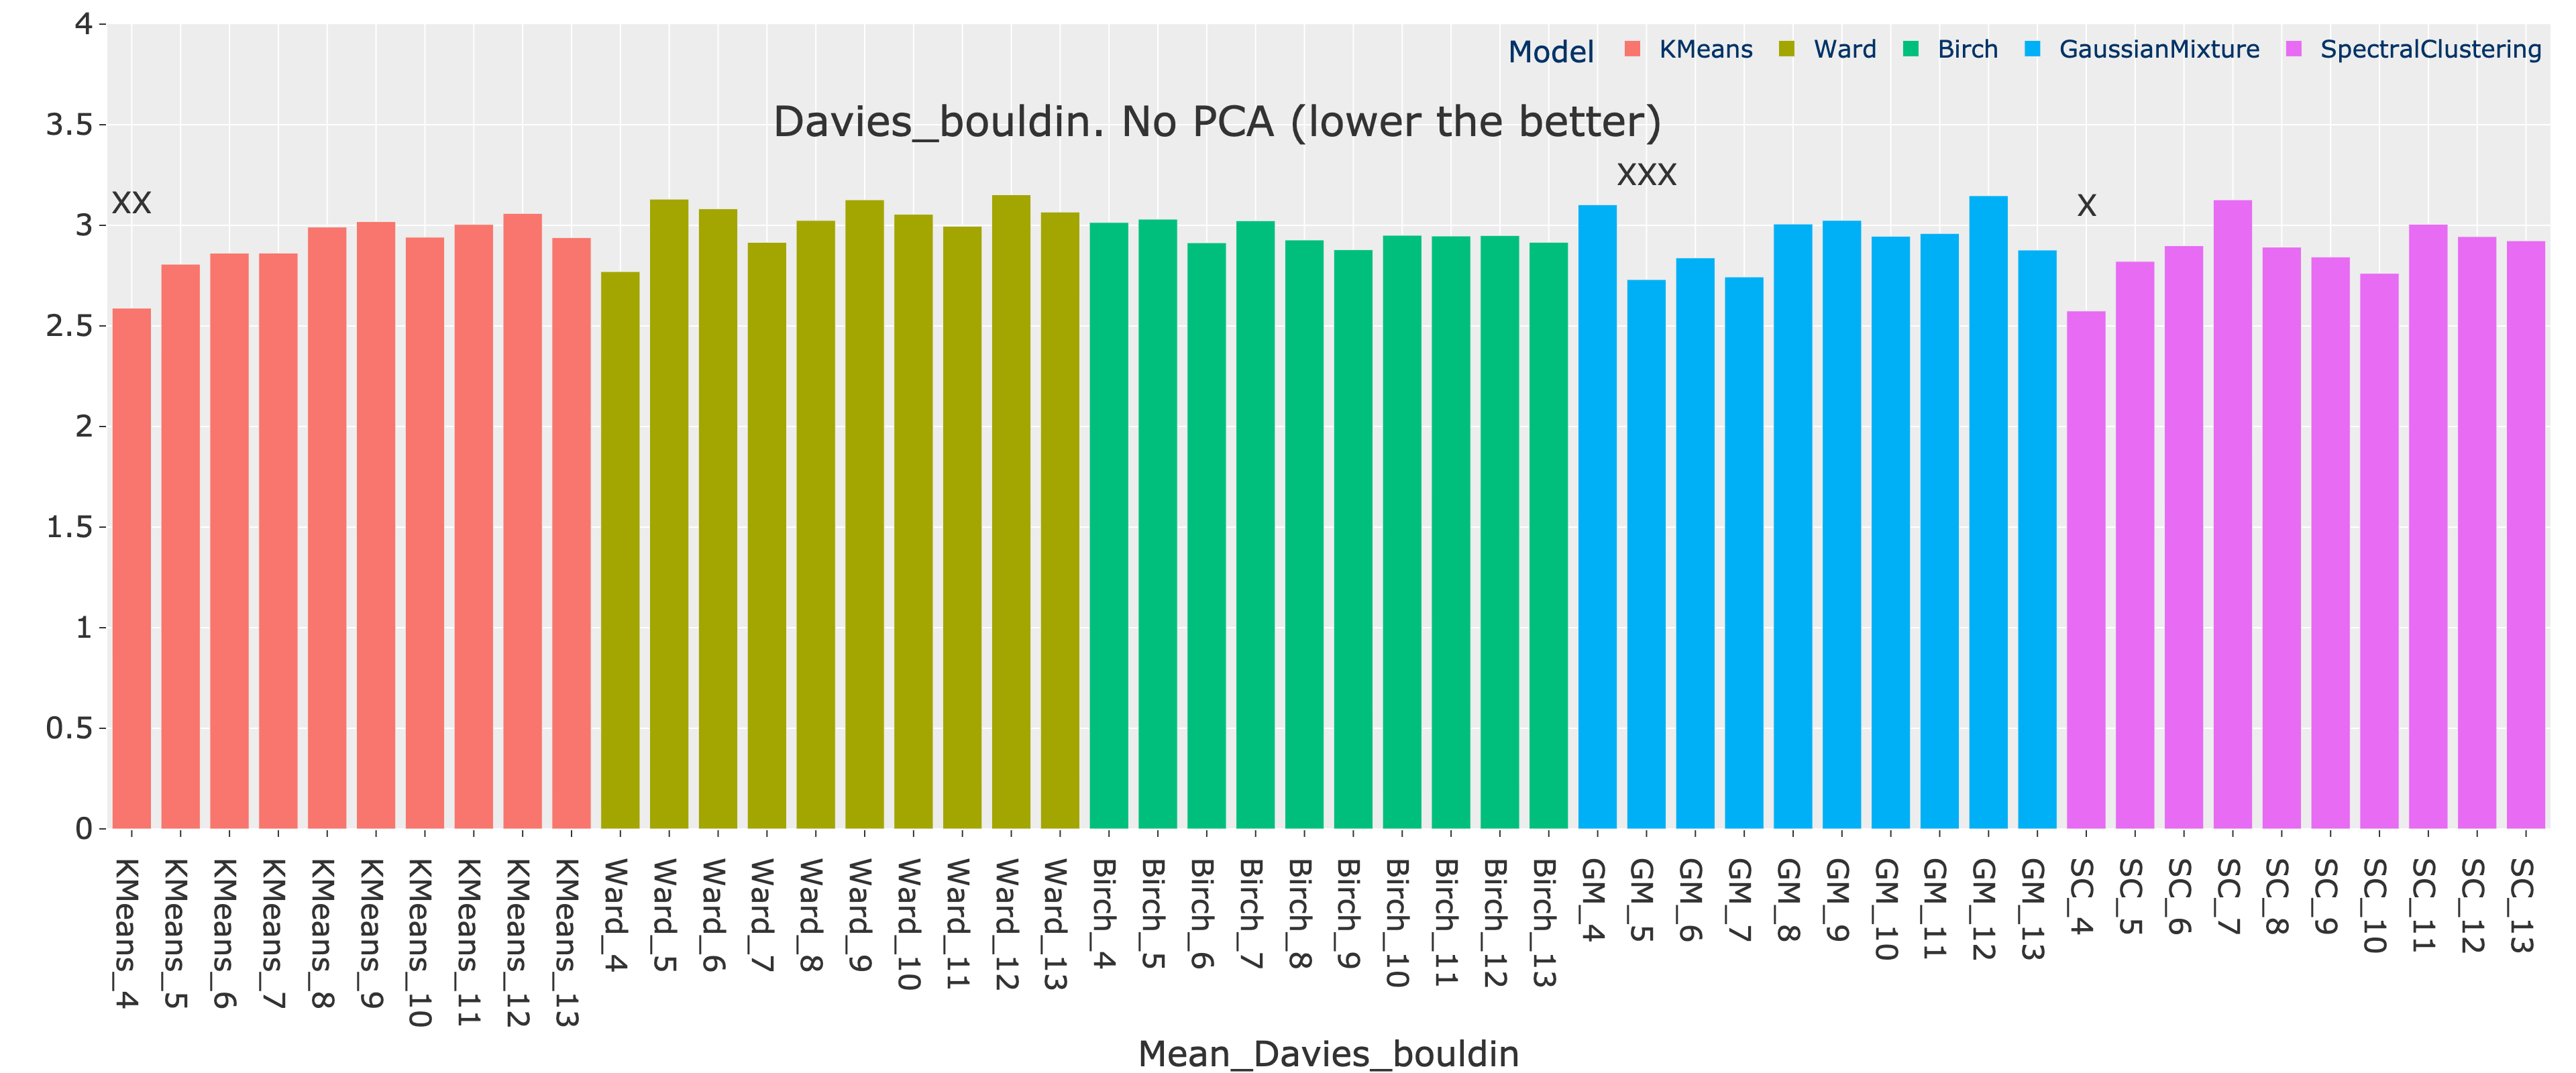 4
Model KMeans Ward Birch GaussianMixture SpectralClustering
3.5
Davies_bouldin. No PCA (lower the better)
XXX
XX
X
3
2.5
2
1.5
1
0.5
0
KMeans_4 KMeans_5 KMeans_6 KMeans_7 KMeans_8 KMeans_9 KMeans_10 KMeans_11 KMeans_12 KMeans_13 Ward_4 Ward_5 Ward_6 Ward_7 Ward_8 Ward_9 Ward_10 Ward_11 Ward_12 Ward_13 Birch_4 Birch_5 Birch_6 Birch_7 Birch_8 Birch_9 Birch_10 Birch_11 Birch_12 Birch_13 GM_4 GM_5 GM_6 GM_7 GM_8 GM_9 GM_10 GM_11 GM_12 GM_13 SC_4 SC_5 SC_6 SC_7 SC_8 SC_9 SC_10 SC_11 SC_12 SC_13
Mean_Davies_bouldin